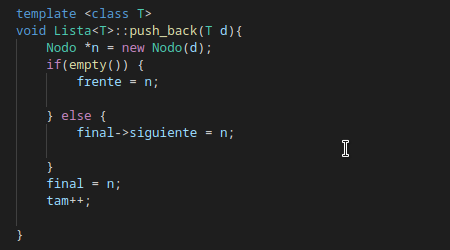 template <class T>
void Lista<T>::push_back(T d){
    Nodo *n = new Nodo(d);
    if(empty()) {
        frente = n;
    } else {
        final->siguiente = n;
    }
    final = n;
    tam++;
}